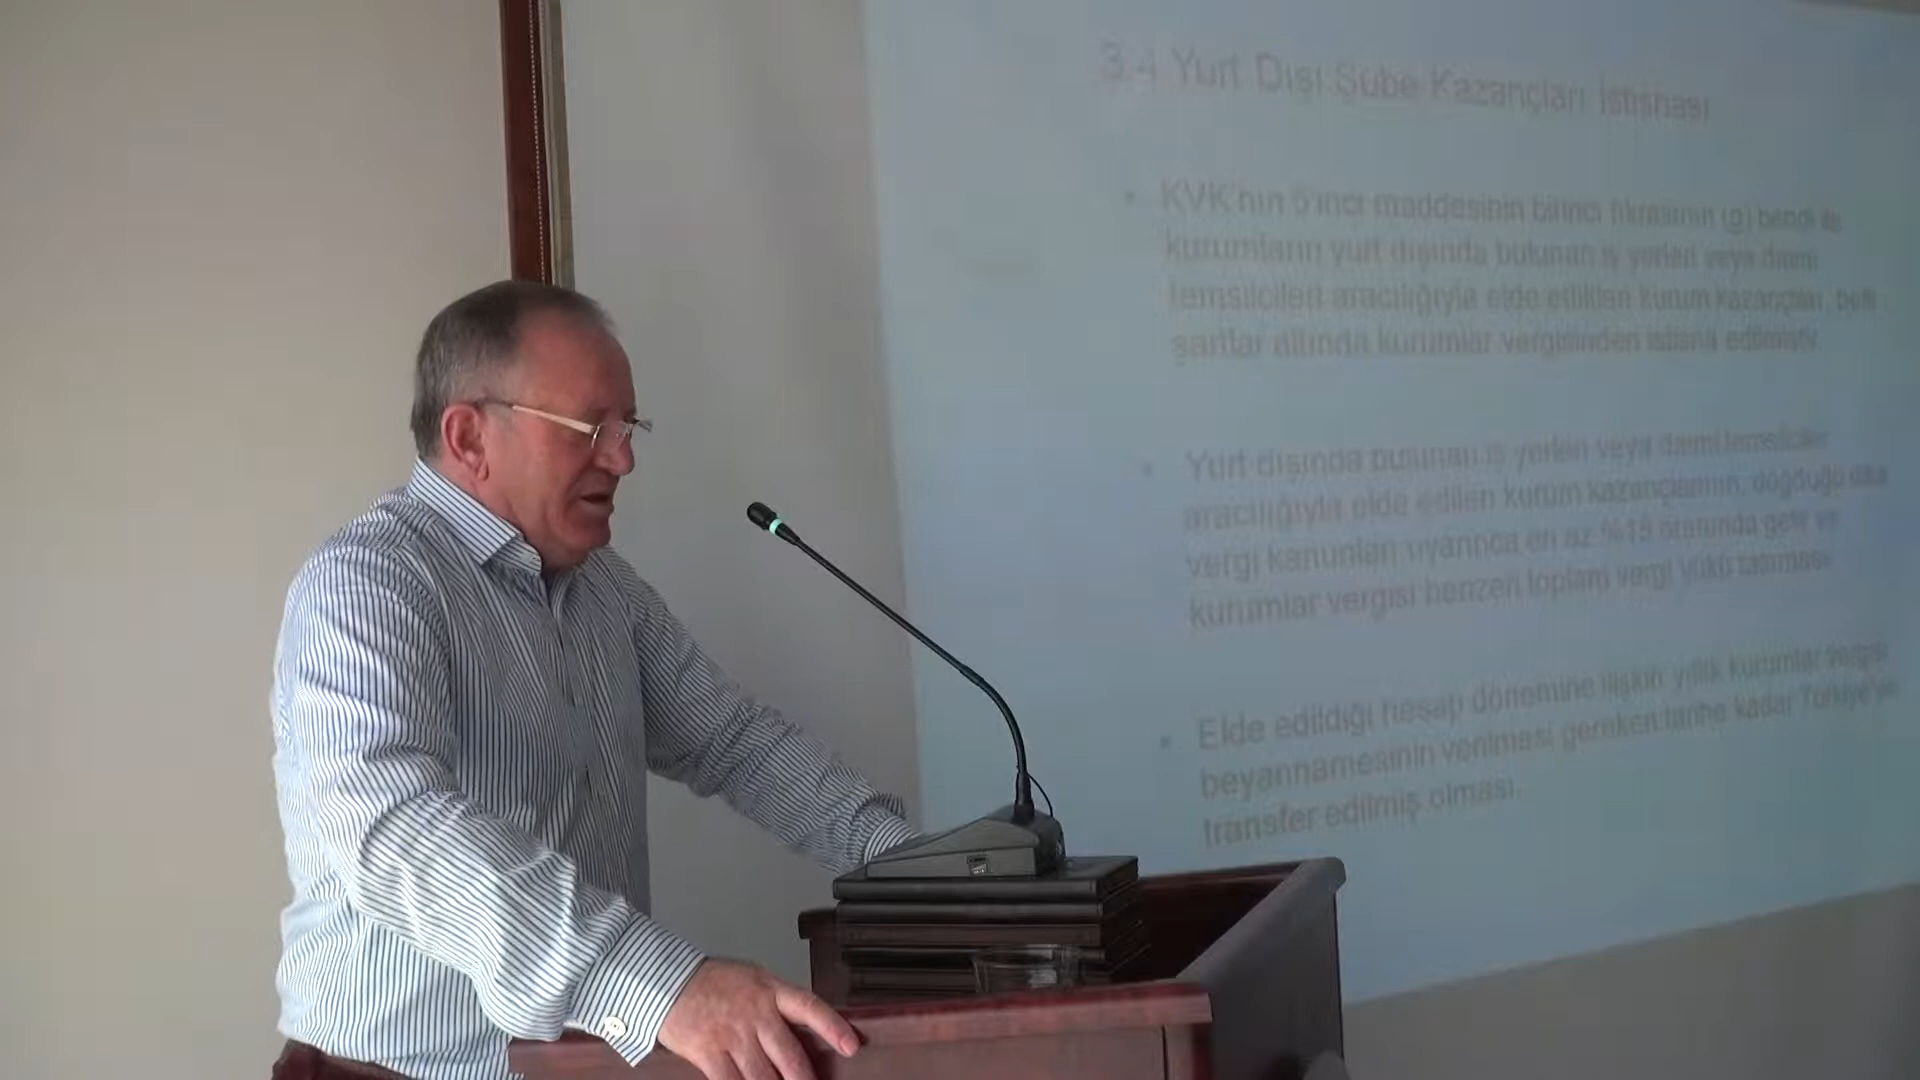 3.4 Yurt Dışı Şube Kazançları İstisnası
• KVK'nın 5'inci maddesinin birinci fıkrasının (g) bendi ile
kurumların yurt dışında bulunan iş yerleri veya daimi
temsilcileri aracılığıyla elde ettikleri kurum kazançları, belli
şartlar altında kurumlar vergisinden istisna edilmiştir.
• Yurt dışında bulunan iş yerleri veya daimi temsilciler
aracılığıyla elde edilen kurum kazançlarının, doğduğu ülke
vergi kanunları uyarınca en az %15 oranında gelir ve
kurumlar vergisi benzeri toplam vergi yükü taşıması.
• Elde edildiği hesap dönemine ilişkin yıllık kurumlar vergisi
beyannamesinin verilmesi gereken tarihe kadar Türkiye'ye
transfer edilmiş olması.